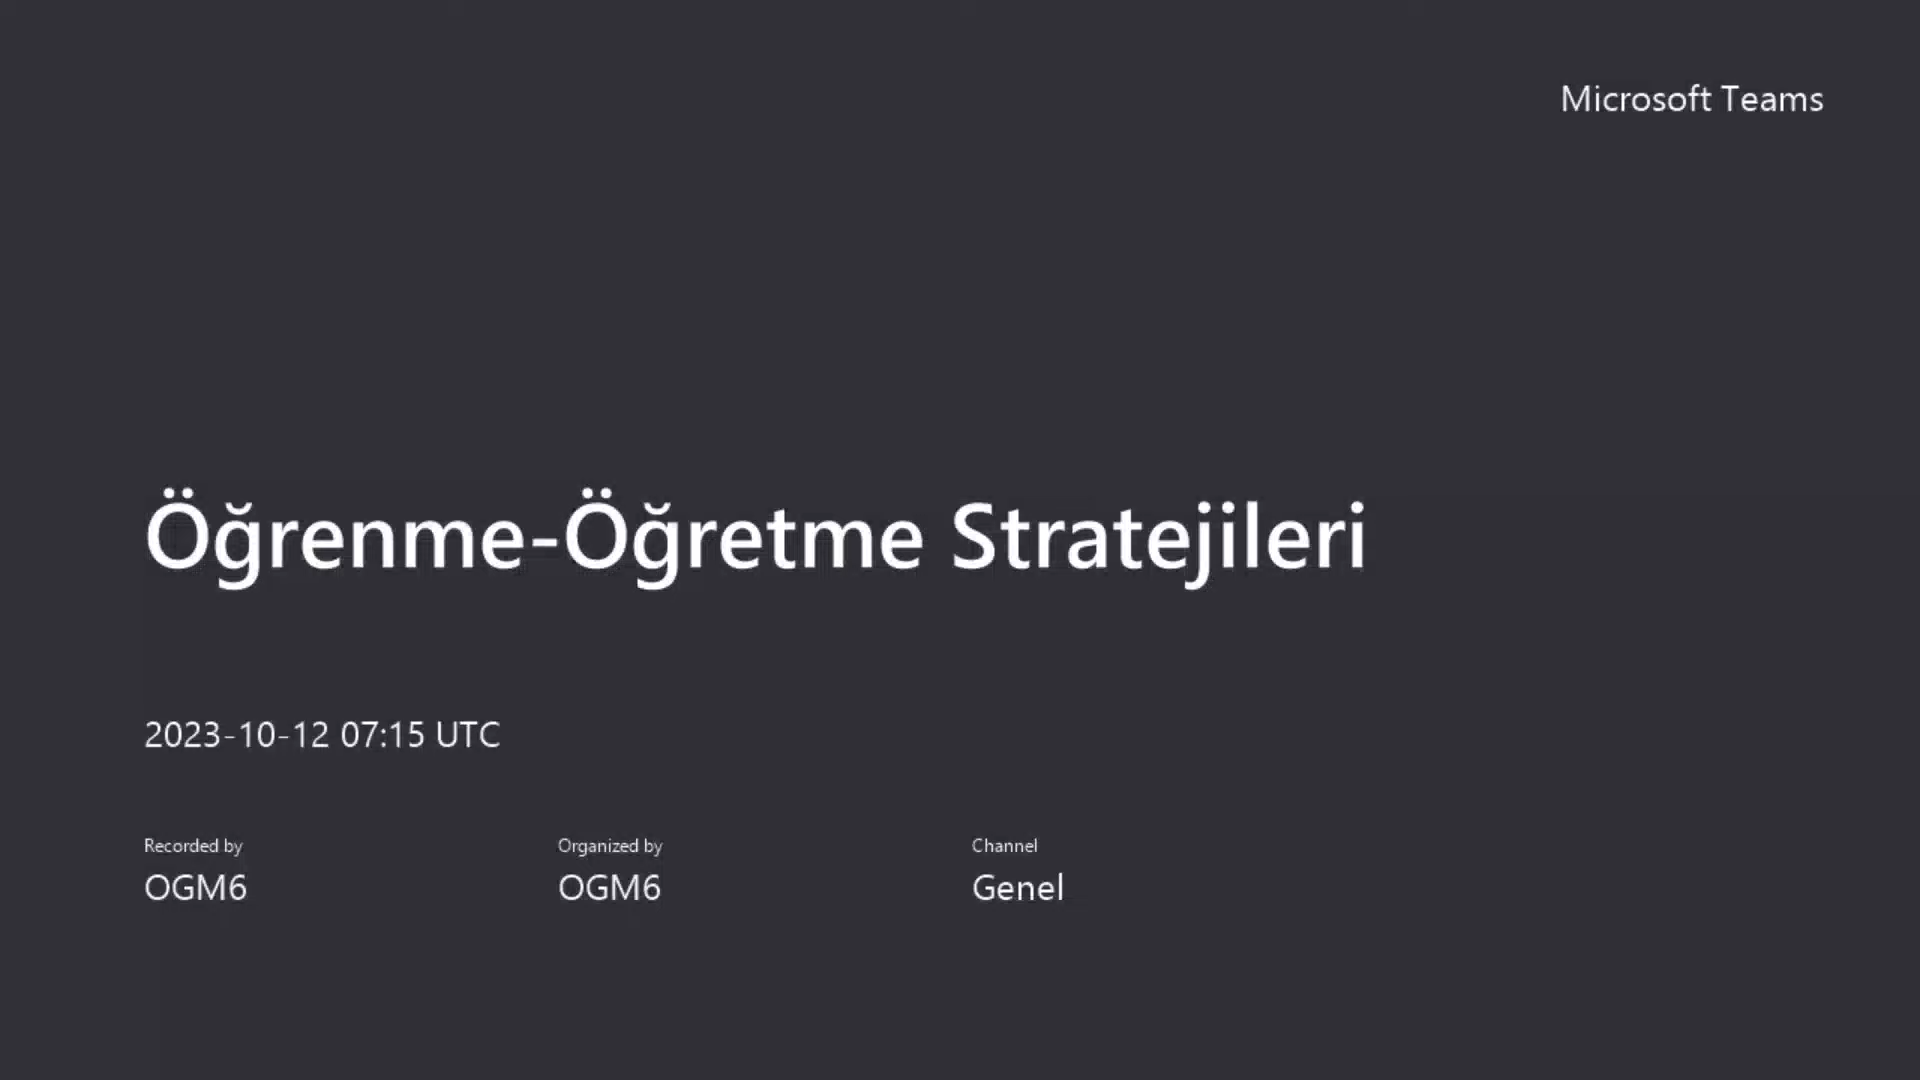 Microsoft Teams
Öğrenme-Öğretme Stratejileri
2023-10-12 07:15 UTC
Recorded by
OGM6
Organized by
OGM6
Channel
Genel